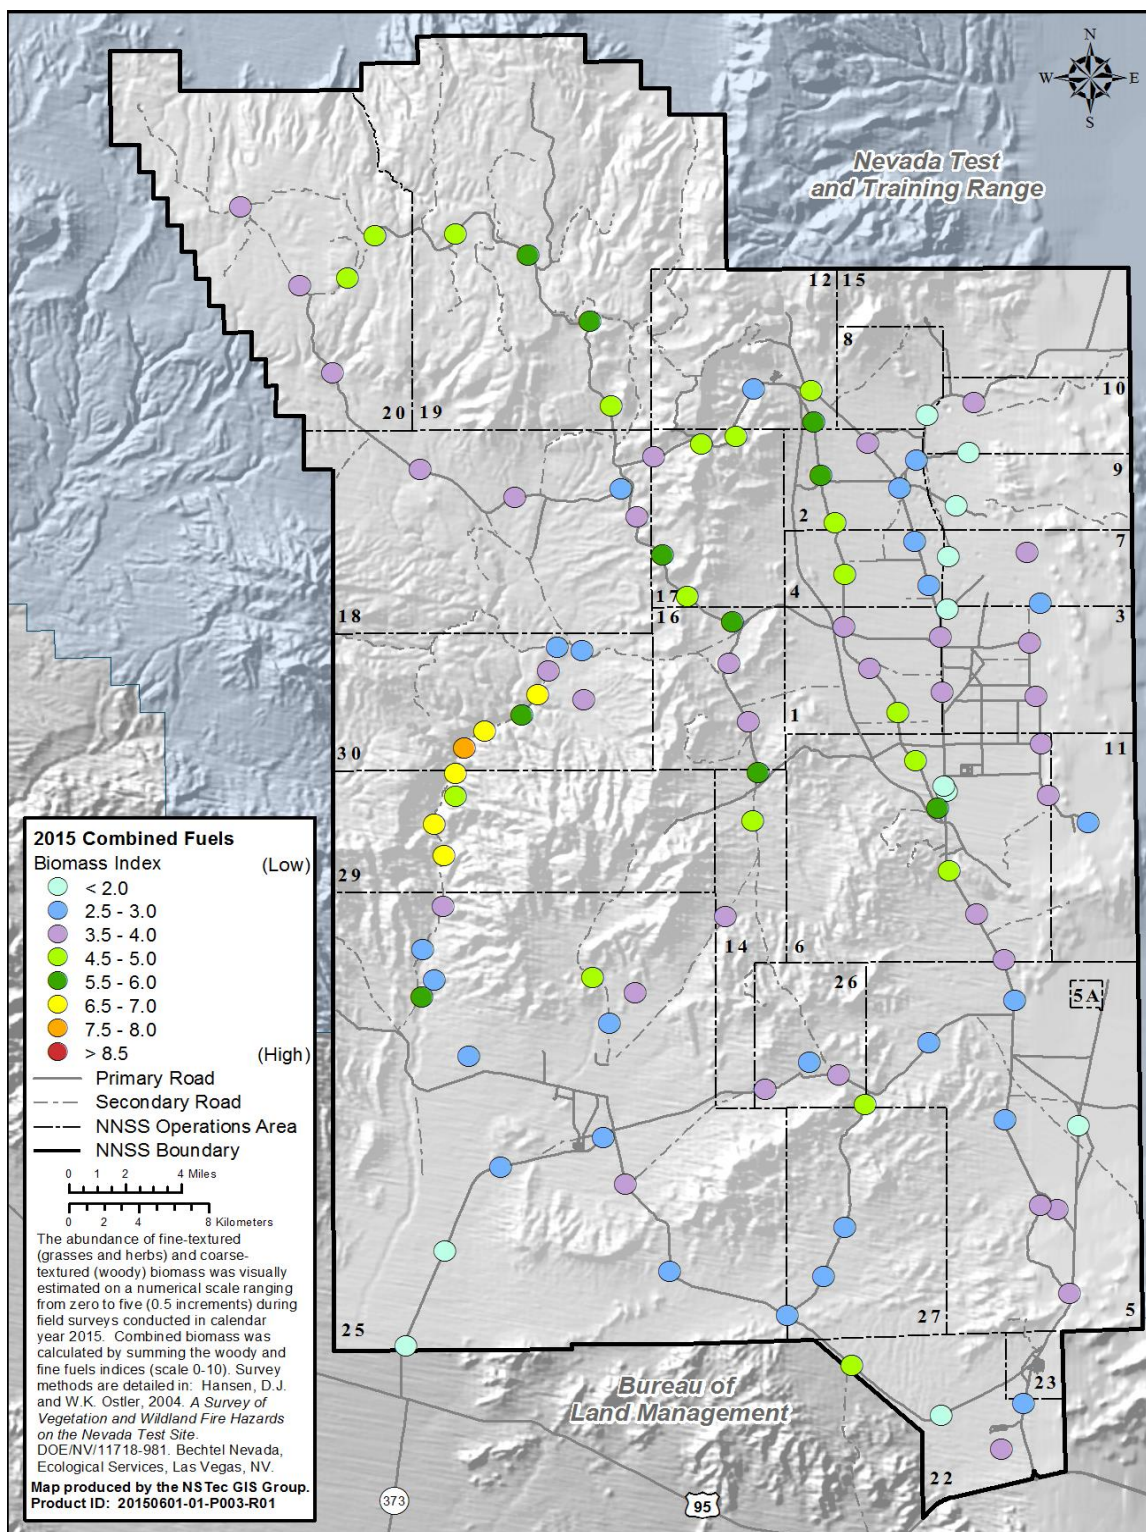 N
W E
S
Nevada Test
and Training Range
12 15
8
10
20 19
9
2
7
17 4
18 16
3
1
30
11
29
14 6
26
5A
25
27
5
23
22
Bureau of
Land Management
373
95
2015 Combined Fuels
Biomass Index (Low)
< 2.0
2.5 - 3.0
3.5 - 4.0
4.5 - 5.0
5.5 - 6.0
6.5 - 7.0
7.5 - 8.0
> 8.5 (High)
Primary Road
Secondary Road
NNSS Operations Area
NNSS Boundary
0 1 2 4 Miles
0 2 4 8 Kilometers
The abundance of fine-textured
(grasses and herbs) and coarse-
textured (woody) biomass was visually
estimated on a numerical scale ranging
from zero to five (0.5 increments) during
field surveys conducted in calendar
year 2015. Combined biomass was
calculated by summing the woody and
fine fuels indices (scale 0-10). Survey
methods are detailed in: Hansen, D.J.
and W.K. Ostler, 2004. A Survey of
Vegetation and Wildland Fire Hazards
on the Nevada Test Site.
DOE/NV/11718-981. Bechtel Nevada,
Ecological Services, Las Vegas, NV.
Map produced by the NSTec GIS Group.
Product ID: 20150601-01-P003-R01